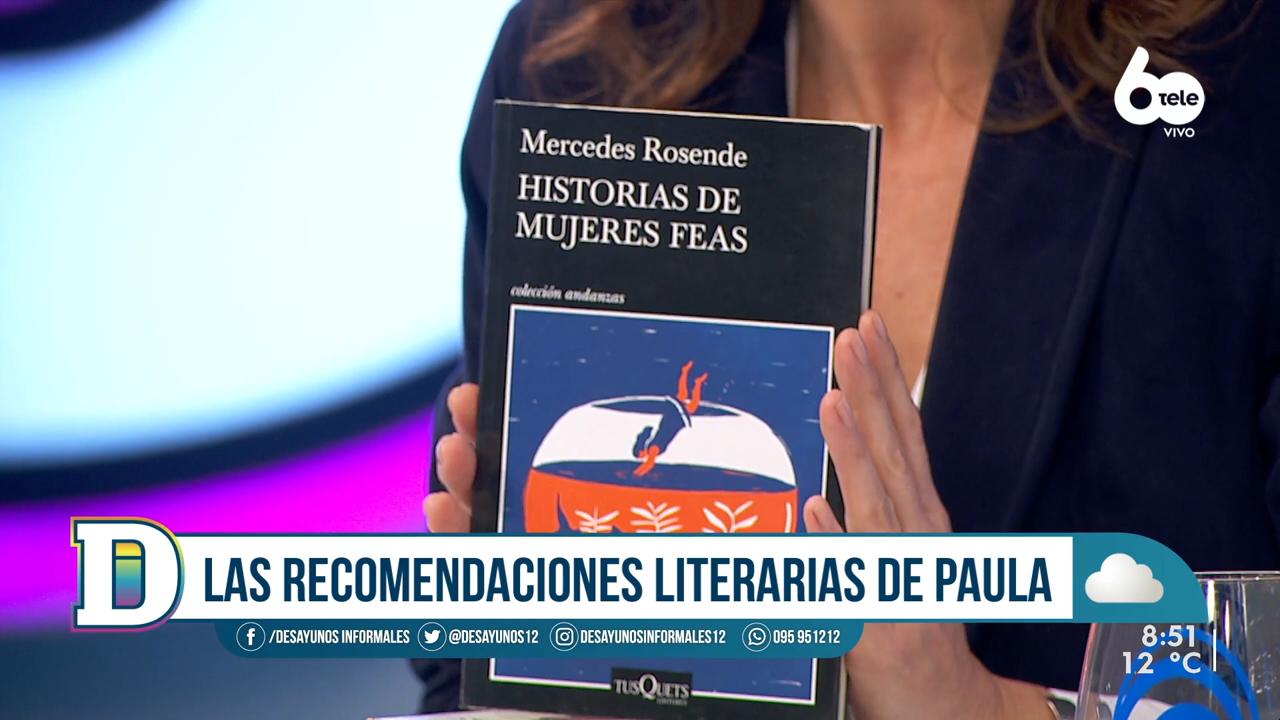 6 Tele
VIVO
Mercedes Rosende
HISTORIAS DE
MUJERES FEAS
colección andanzas
D LAS RECOMENDACIONES LITERARIAS DE PAULA
/DESAYUNOS INFORMALES @DESAYUNOS12 DESAYUNOSINFORMALES12 095 951212
8:51
12 °C
TUSQUETS
EDITORES